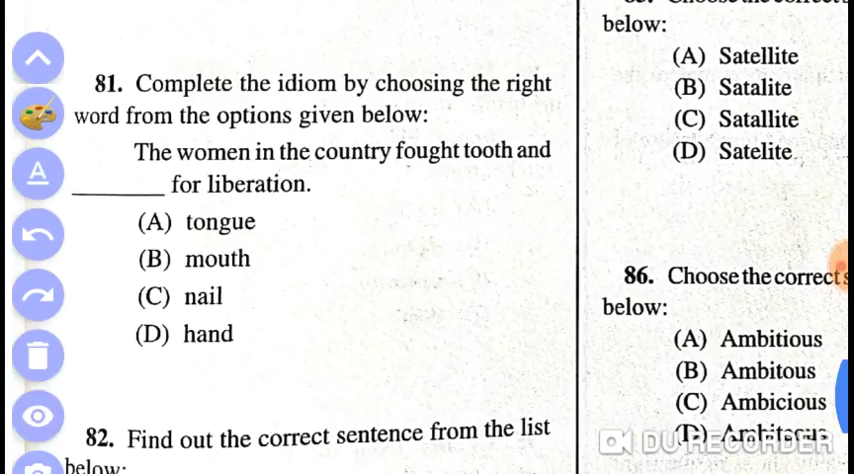 81. Complete the idiom by choosing the right
word from the options given below:
The women in the country fought tooth and
________ for liberation.
(A) tongue
(B) mouth
(C) nail
(D) hand
82. Find out the correct sentence from the list
below:
below:
(A) Satellite
(B) Satalite
(C) Satallite
(D) Satelite
86. Choose the correct
below:
(A) Ambitious
(B) Ambitous
(C) Ambicious
(D)
DU RECORDER
A